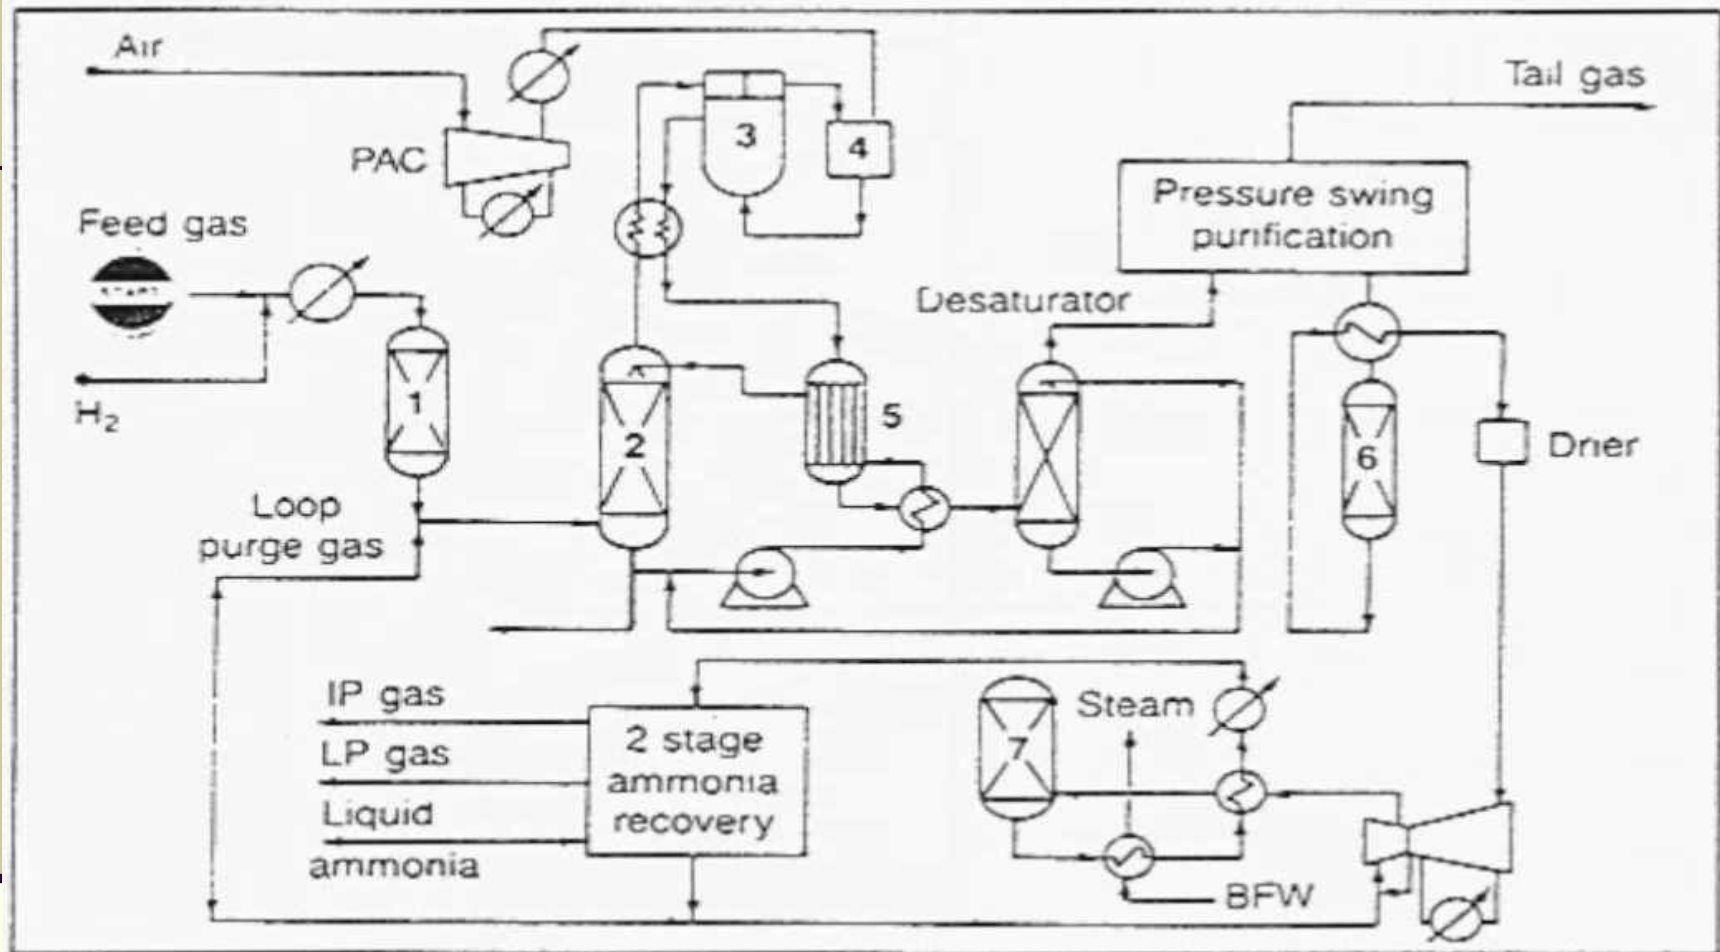 Air
PAC
Feed gas
START
H₂
1
2
3
4
5
Desaturator
Tail gas
Pressure swing
purification
6
Drier
Loop
purge gas
IP gas
LP gas
Liquid
ammonia
2 stage
ammonia
recovery
7
Steam
BFW